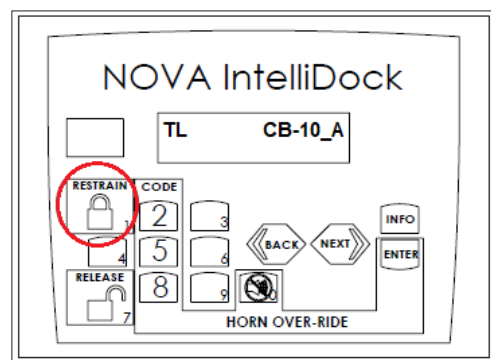 NOVA IntelliDock
TL CB-10_A
RESTRAIN CODE
1 2 3
INFO
BACK NEXT
4 5 6
ENTER
RELEASE
7 8 9 0
HORN OVER-RIDE